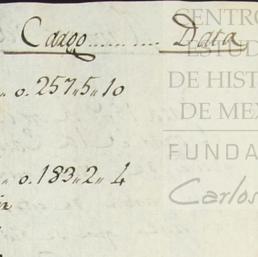 Cargo........ .... Data
o.257,,5,,10
o.183,,2,,4
CENTRO
ESTUD
DE HIST
DE MEX
FUNDA
Carlos